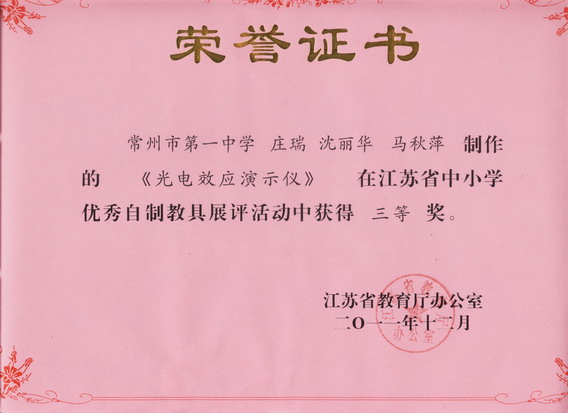 荣誉证书
常州市第一中学 庄瑞 沈丽华 马秋萍 制作
的 《光电效应演示仪》 在江苏省中小学
优秀自制教具展评活动中获得 三等 奖。
江苏省教育厅办公室
二〇一一年十二月